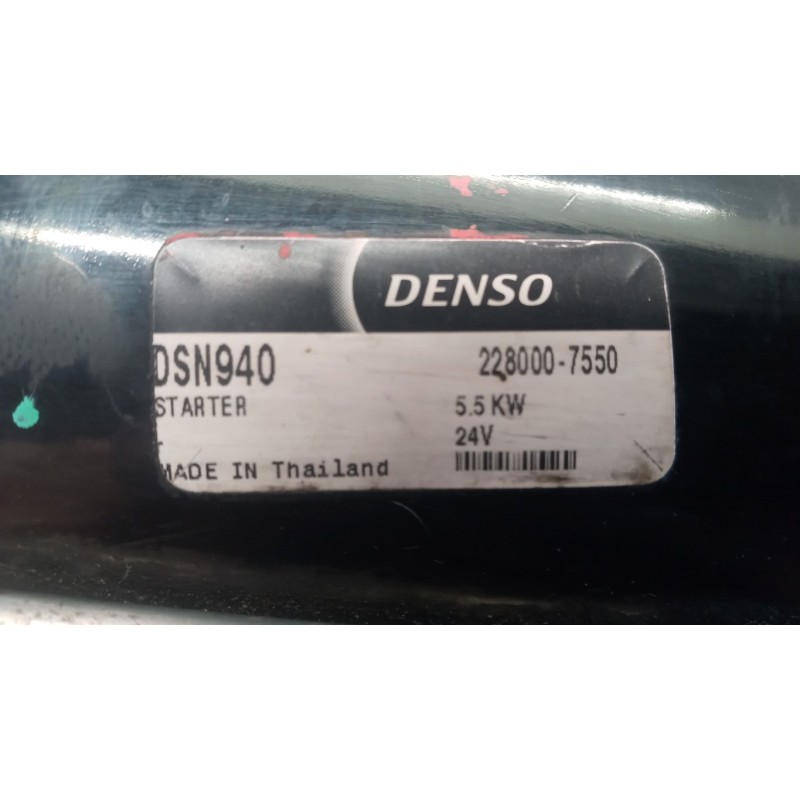 DENSO
DSN940 228000-7550
STARTER 5.5 KW
- 24V
MADE IN Thailand